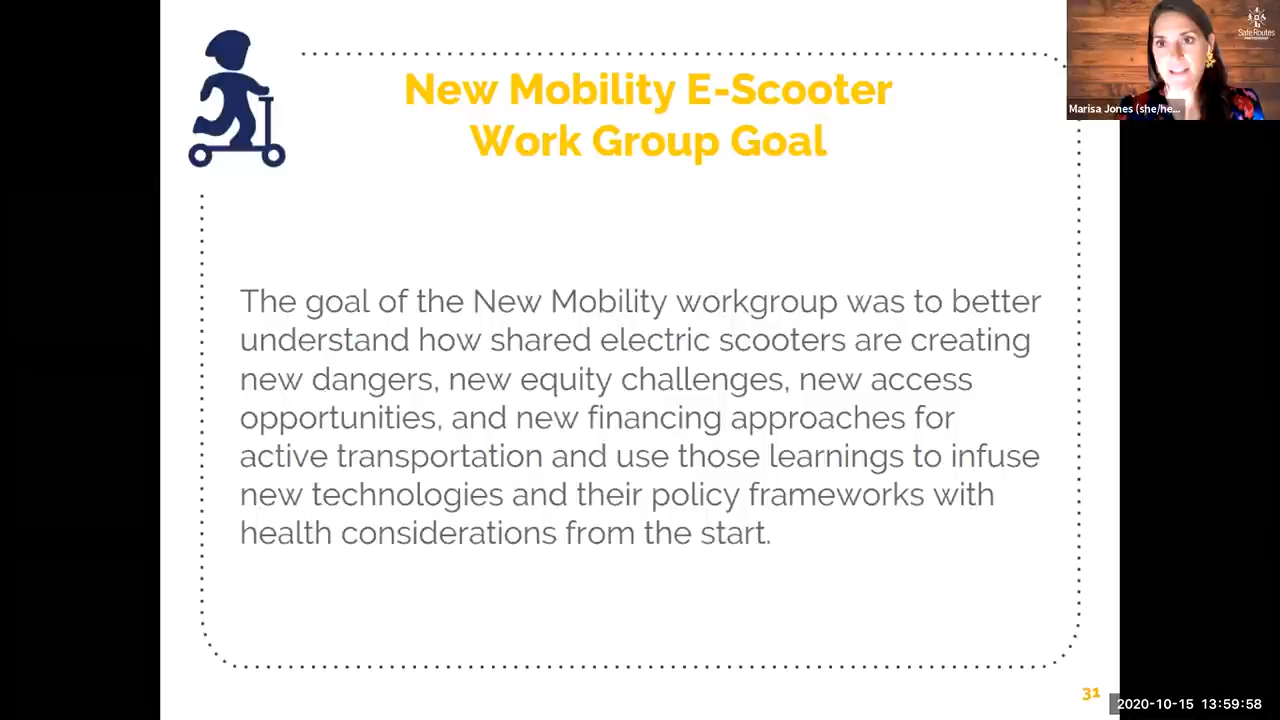 New Mobility E-Scooter
Work Group Goal
Safe Routes
PARTNERSHIP
Marisa Jones (she/he...
The goal of the New Mobility workgroup was to better
understand how shared electric scooters are creating
new dangers, new equity challenges, new access
opportunities, and new financing approaches for
active transportation and use those learnings to infuse
new technologies and their policy frameworks with
health considerations from the start.
31
2020-10-15 13:59:58